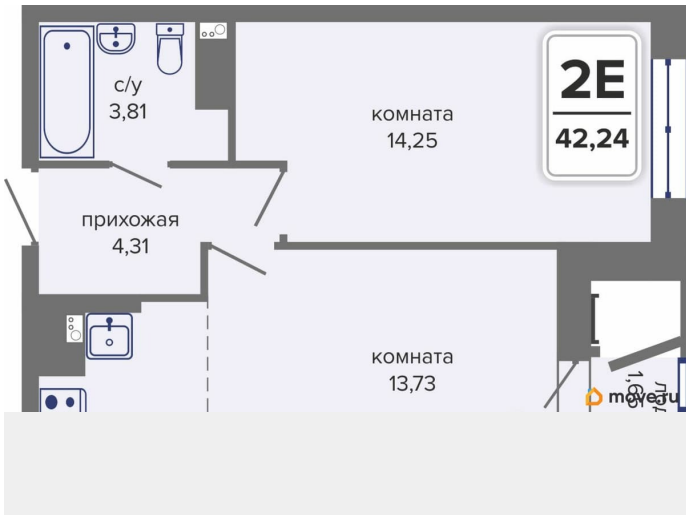 2Е
42,24
с/у
3,81
комната
14,25
прихожая
4,31
комната
13,73
1,65
move.ru